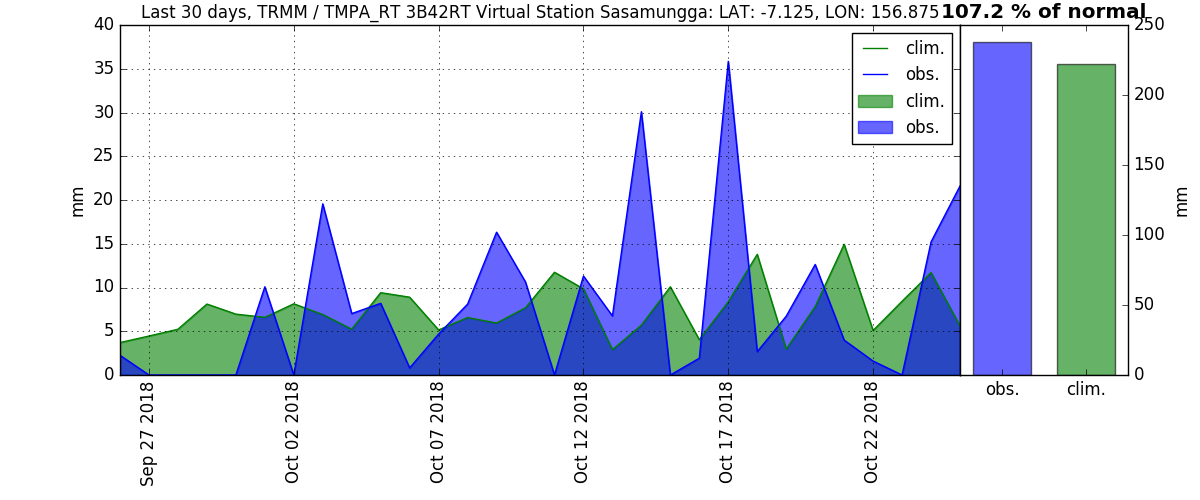 Last 30 days, TRMM / TMPA_RT 3B42RT Virtual Station Sasamungga: LAT: -7.125, LON: 156.875
107.2 % of normal
40
35
30
25
20
15
10
5
0
mm
Sep 27 2018
Oct 02 2018
Oct 07 2018
Oct 12 2018
Oct 17 2018
Oct 22 2018
clim.
obs.
clim.
obs.
250
200
150
100
50
0
mm
obs.
clim.